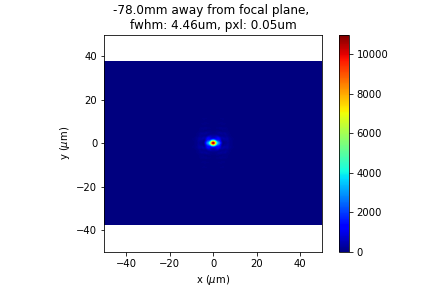 -78.0mm away from focal plane,
fwhm: 4.46um, pxl: 0.05um
40
20
0
−20
−40
y (μm)
−40 −20 0 20 40
x (μm)
10000
8000
6000
4000
2000
0